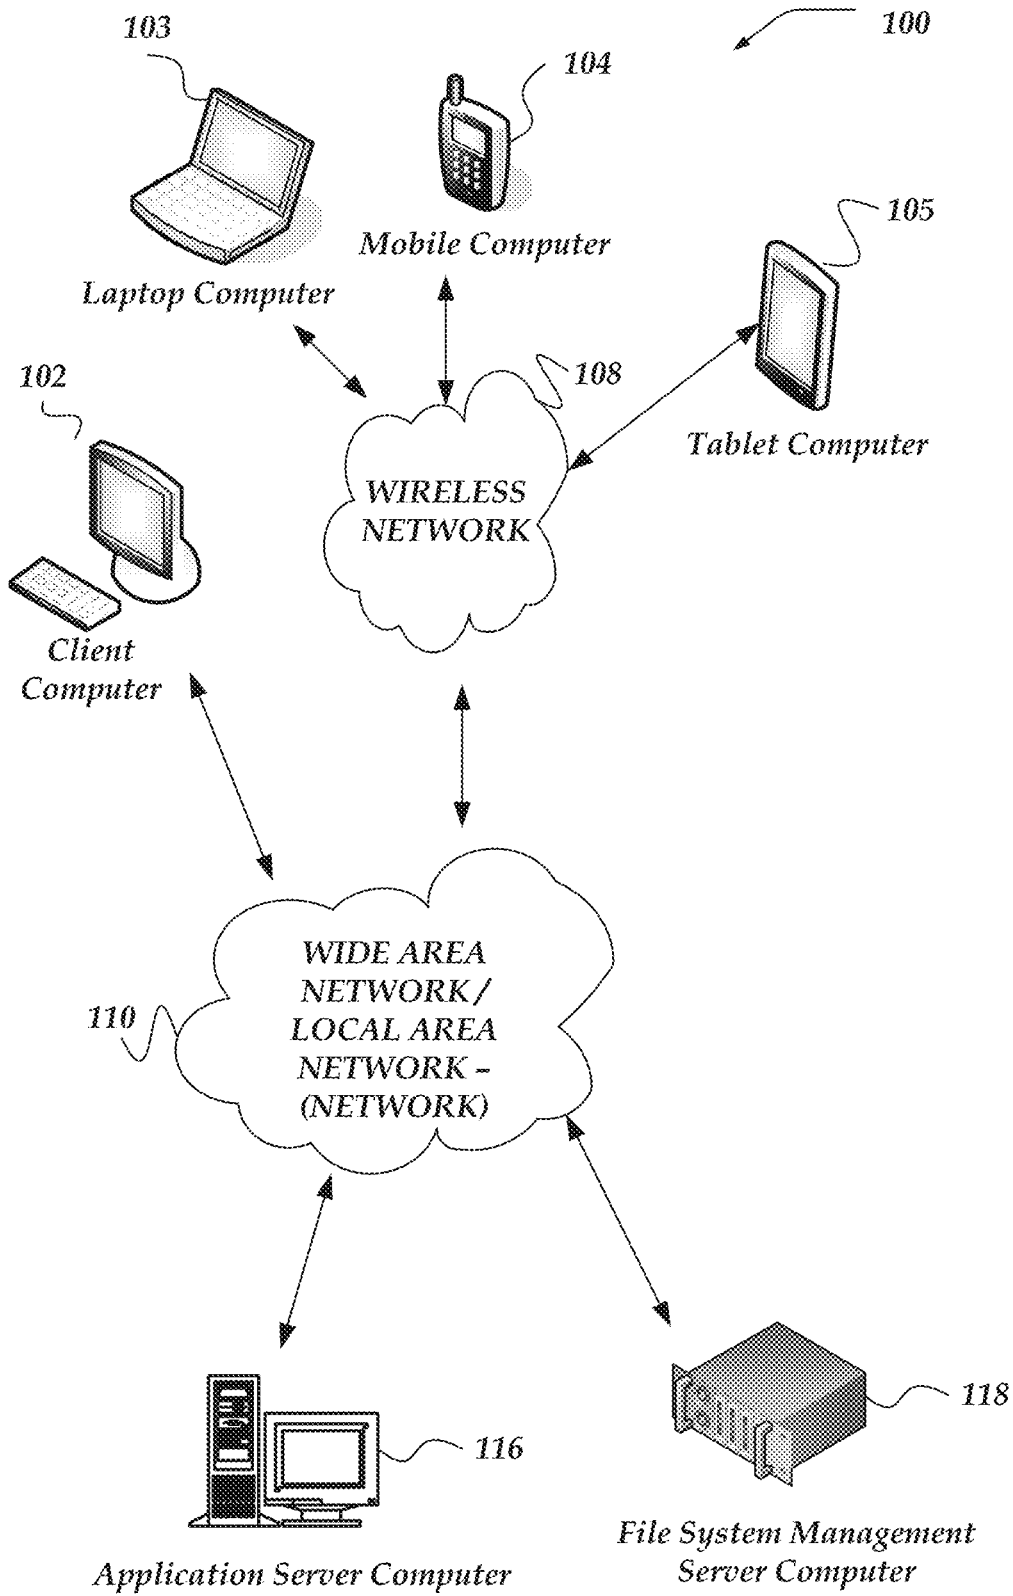 100
103
104
Mobile Computer
105
Laptop Computer
102
108
Tablet Computer
WIRELESS
NETWORK
Client
Computer
WIDE AREA
NETWORK /
LOCAL AREA
NETWORK –
(NETWORK)
110
118
116
File System Management
Server Computer
Application Server Computer